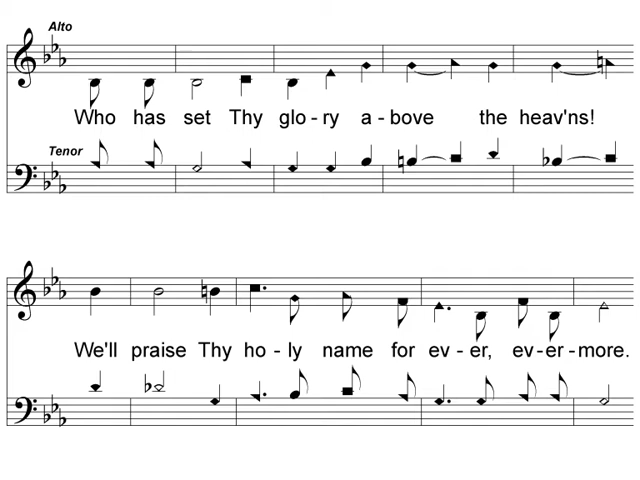 Alto
Who has set Thy glo - ry a - bove the heav'ns!
Tenor
We'll praise Thy ho - ly name for ev - er, ev - er - more.